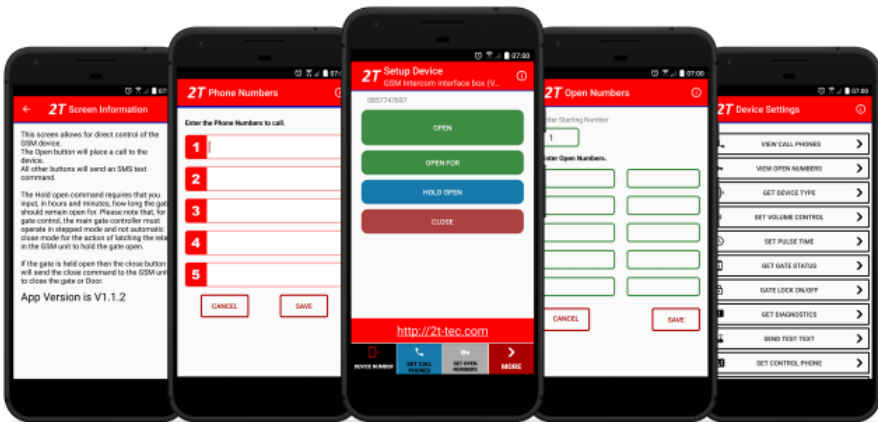 07:00
2T Screen Information
This screen allows for direct control of the
GSM device.
The Open button will place a call to the
device.
All other buttons will send an SMS text
command.
The Hold open command requires that you
input, in hours and minutes, how long the
should remain open for. Please note that, for
gate control, the main gate controller must
operate in stepped mode and not automatic
close mode for the action of latching the
in the GSM unit to hold the gate open.
If the gate is held open then the close button
will send the close command to the GSM
to close the gate or Door.
App Version is V1.1.2
2T Phone Numbers
Enter the Phone Numbers to call.
1
2
3
4
5
CANCEL SAVE
07:00
2T Setup Device
GSM Intercom interface box (V...
0857747697
OPEN
OPEN FOR
HOLD OPEN
CLOSE
http://2t-tec.com
DEVICE NUMBER
SET CALL
PHONES
SET OPEN
NUMBERS
MORE
07:00
2T Open Numbers
Starting Number
1
Open Numbers.
CANCEL SAVE
07:00
2T Device Settings
VIEW CALL PHONES
VIEW OPEN NUMBERS
GET DEVICE TYPE
SET VOLUME CONTROL
SET PULSE TIME
GET GATE STATUS
GATE LOCK ON/OFF
GET DIAGNOSTICS
SEND TEST TEXT
SET CONTROL PHONE